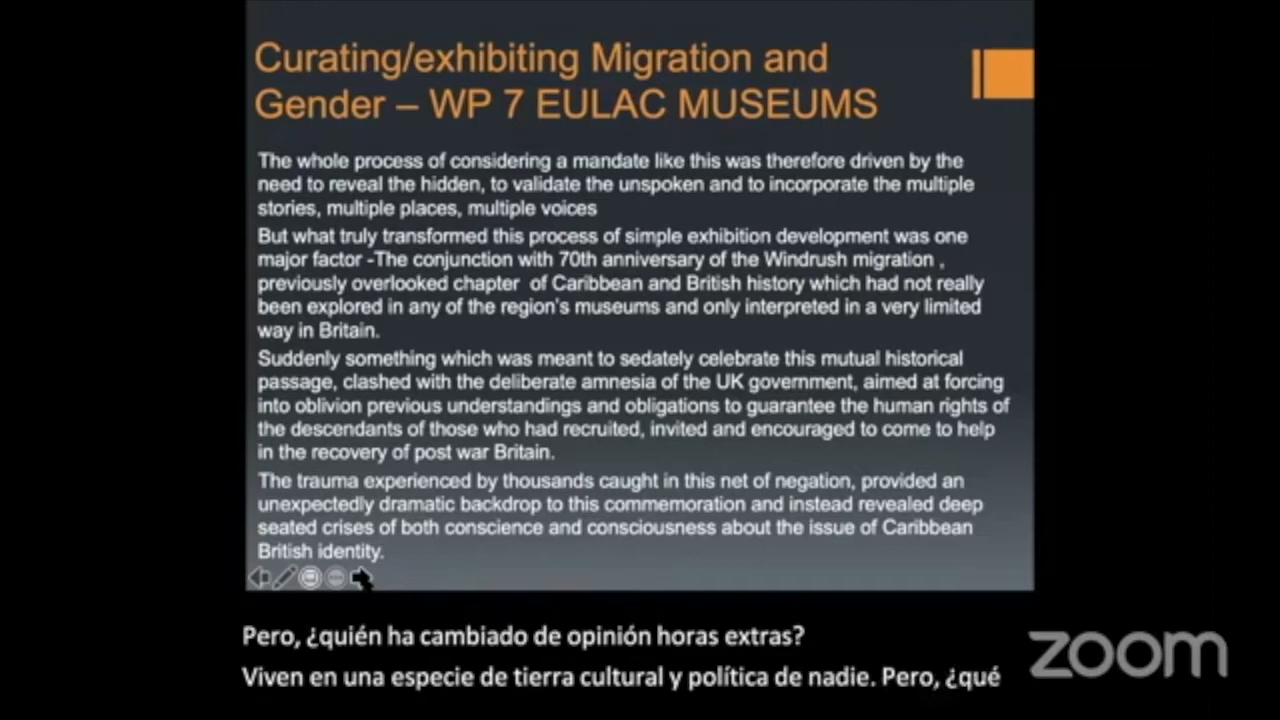 Curating/exhibiting Migration and
Gender – WP 7 EULAC MUSEUMS
The whole process of considering a mandate like this was therefore driven by the
need to reveal the hidden, to validate the unspoken and to incorporate the multiple
stories, multiple places, multiple voices
But what truly transformed this process of simple exhibition development was one
major factor -The conjunction with 70th anniversary of the Windrush migration ,
previously overlooked chapter of Caribbean and British history which had not really
been explored in any of the region's museums and only interpreted in a very limited
way in Britain.
Suddenly something which was meant to sedately celebrate this mutual historical
passage, clashed with the deliberate amnesia of the UK government, aimed at forcing
into oblivion previous understandings and obligations to guarantee the human rights of
the descendants of those who had recruited, invited and encouraged to come to help
in the recovery of post war Britain.
The trauma experienced by thousands caught in this net of negation, provided an
unexpectedly dramatic backdrop to this commemoration and instead revealed deep
seated crises of both conscience and consciousness about the issue of Caribbean
British identity.
Pero, ¿quién ha cambiado de opinión horas extras?
Viven en una especie de tierra cultural y política de nadie. Pero, ¿qué
zoom